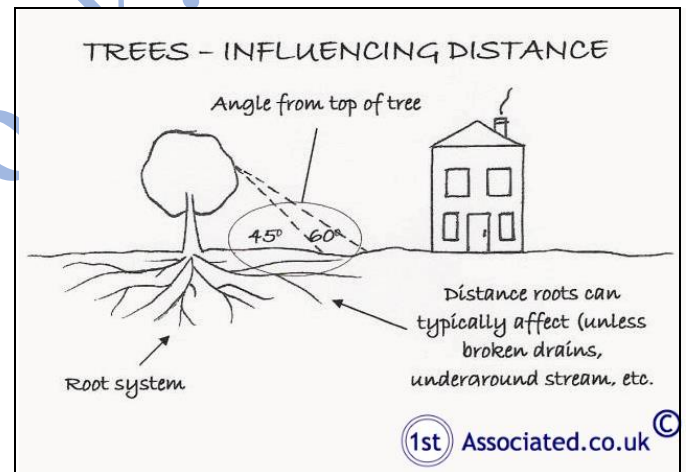 TREES – INFLUENCING DISTANCE
Angle from top of tree
45° 60°
Distance roots can
typically affect (unless
broken drains,
underground stream, etc.
Root system
1st Associated.co.uk ©